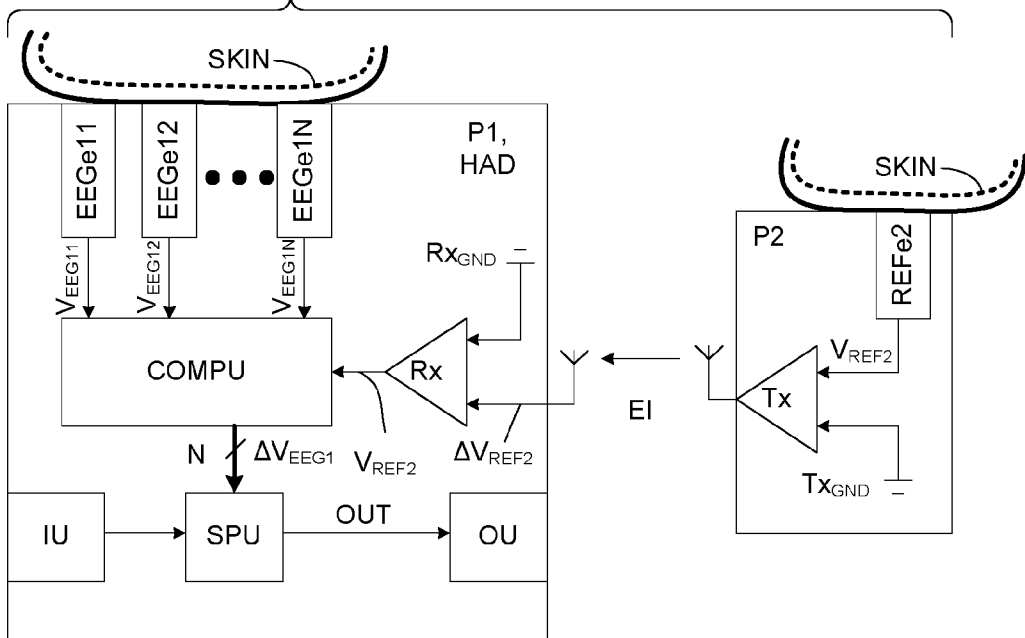 SKIN
P1,
HAD
EEGe11
EEGe12
EEGe1N
SKIN
P2
REFe2
RxGND
VEEG11
VEEG12
VEEG1N
COMPU
Rx
EI
VREF2
Tx
N
ΔVEEG1
VREF2
ΔVREF2
TxGND
IU
SPU
OUT
OU